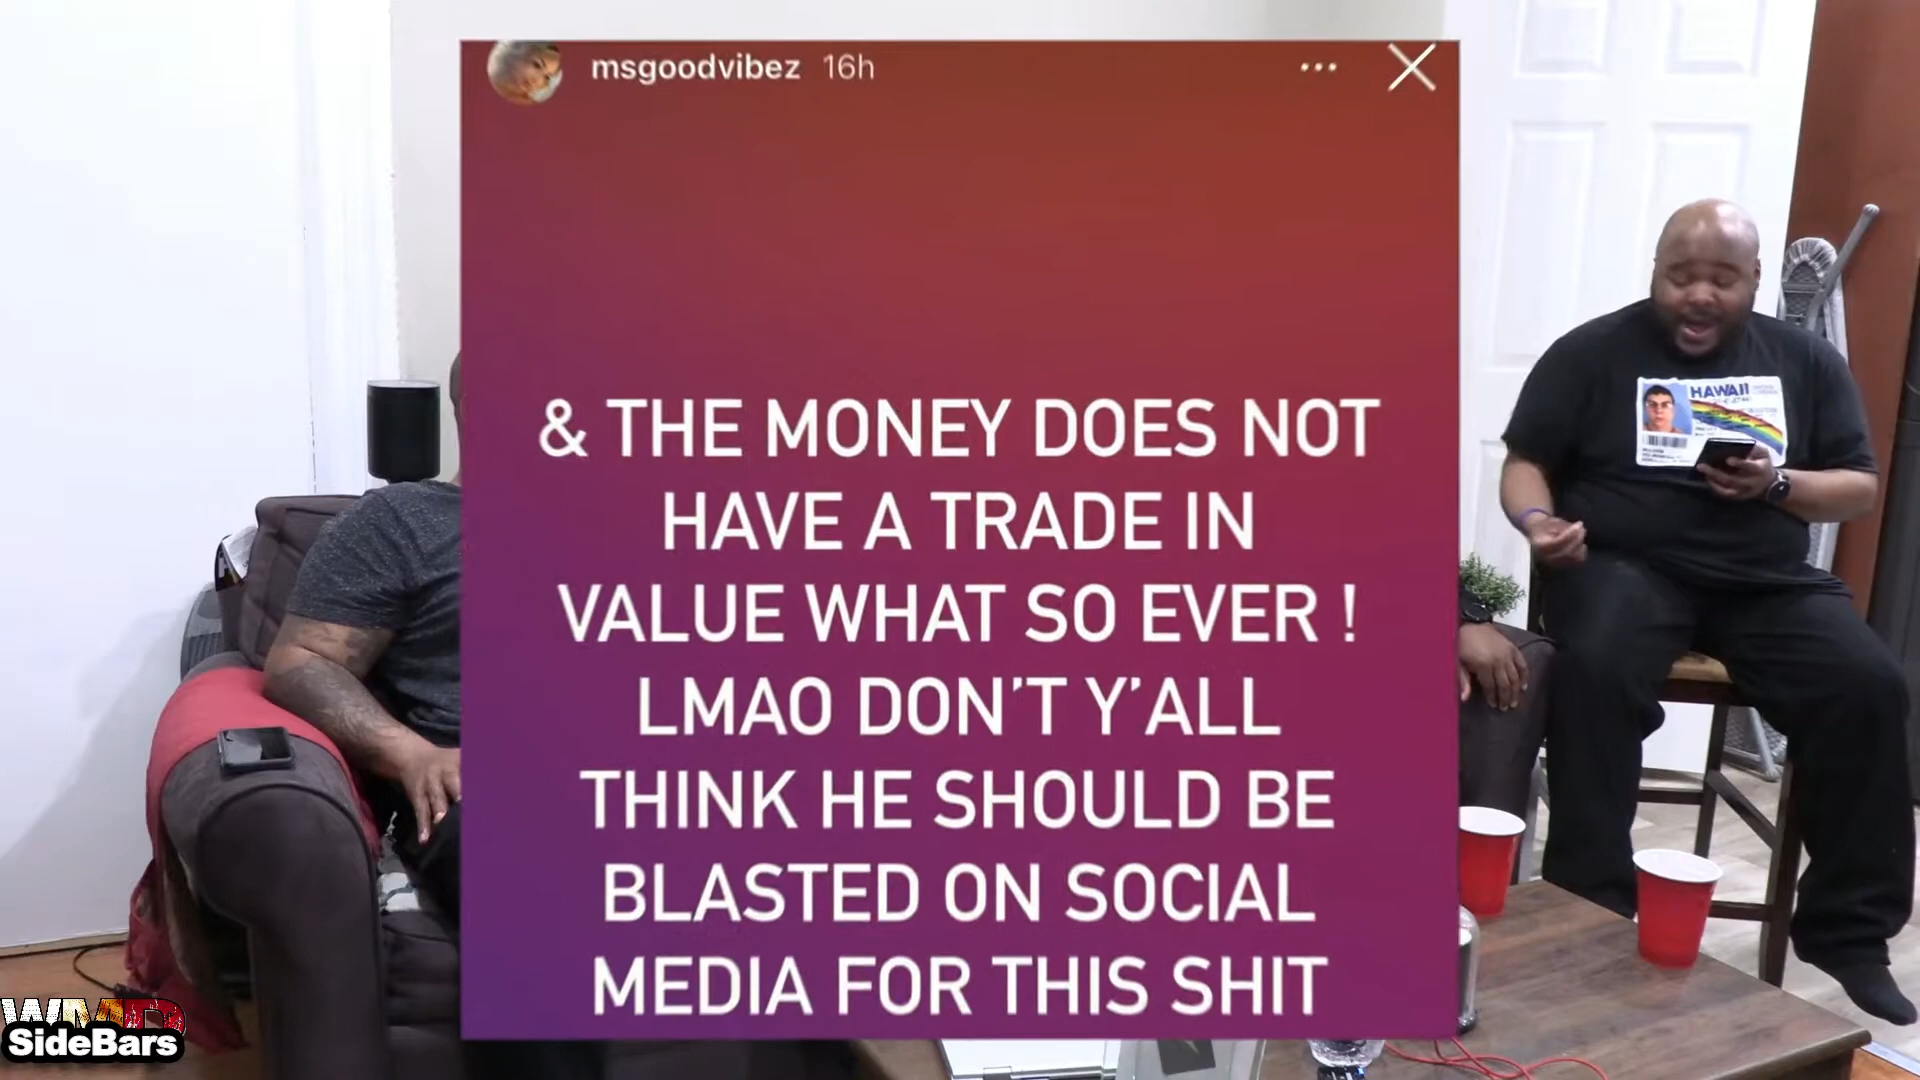 msgoodvibez 16h
& THE MONEY DOES NOT
HAVE A TRADE IN
VALUE WHAT SO EVER !
LMAO DON'T Y'ALL
THINK HE SHOULD BE
BLASTED ON SOCIAL
MEDIA FOR THIS SHIT
HAWAII
WMD
SideBars